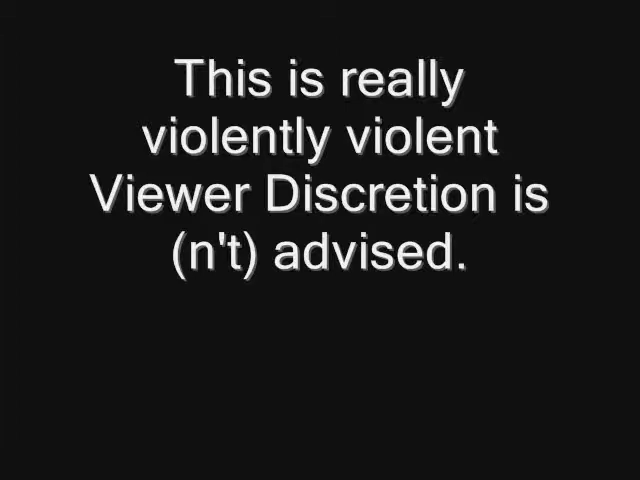 This is really
violently violent
Viewer Discretion is
(n't) advised.